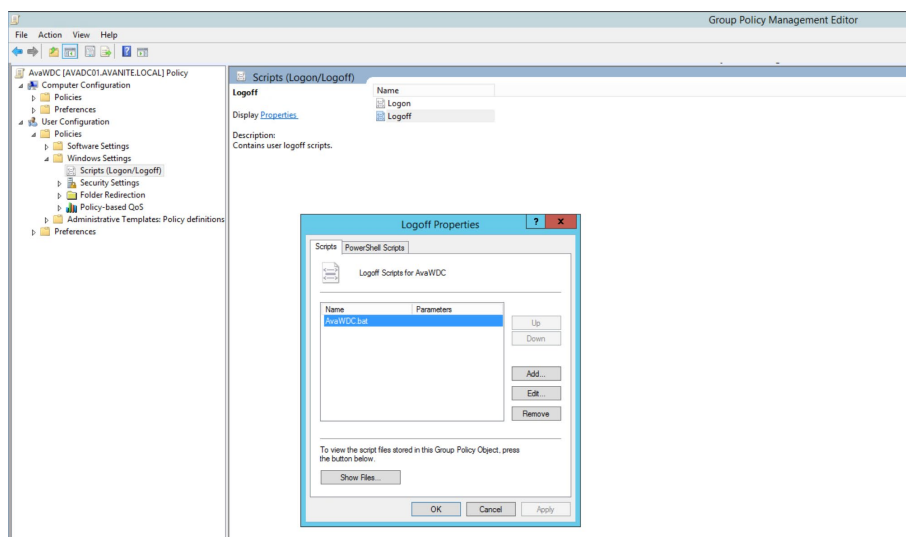 Group Policy Management Editor
File Action View Help
AvaWDC [AVADC01.AVANITE.LOCAL] Policy
Computer Configuration
Policies
Preferences
User Configuration
Policies
Software Settings
Windows Settings
Scripts (Logon/Logoff)
Security Settings
Folder Redirection
Policy-based QoS
Administrative Templates: Policy definitions
Preferences
Scripts (Logon/Logoff)
Logoff
Display Properties
Description:
Contains user logoff scripts.
Name
Logon
Logoff
Logoff Properties
? x
Scripts PowerShell Scripts
Logoff Scripts for AvaWDC
Name Parameters
AvaWDC.bat
Up
Down
Add...
Edit...
Remove
To view the script files stored in this Group Policy Object, press
the button below.
Show Files...
OK Cancel Apply